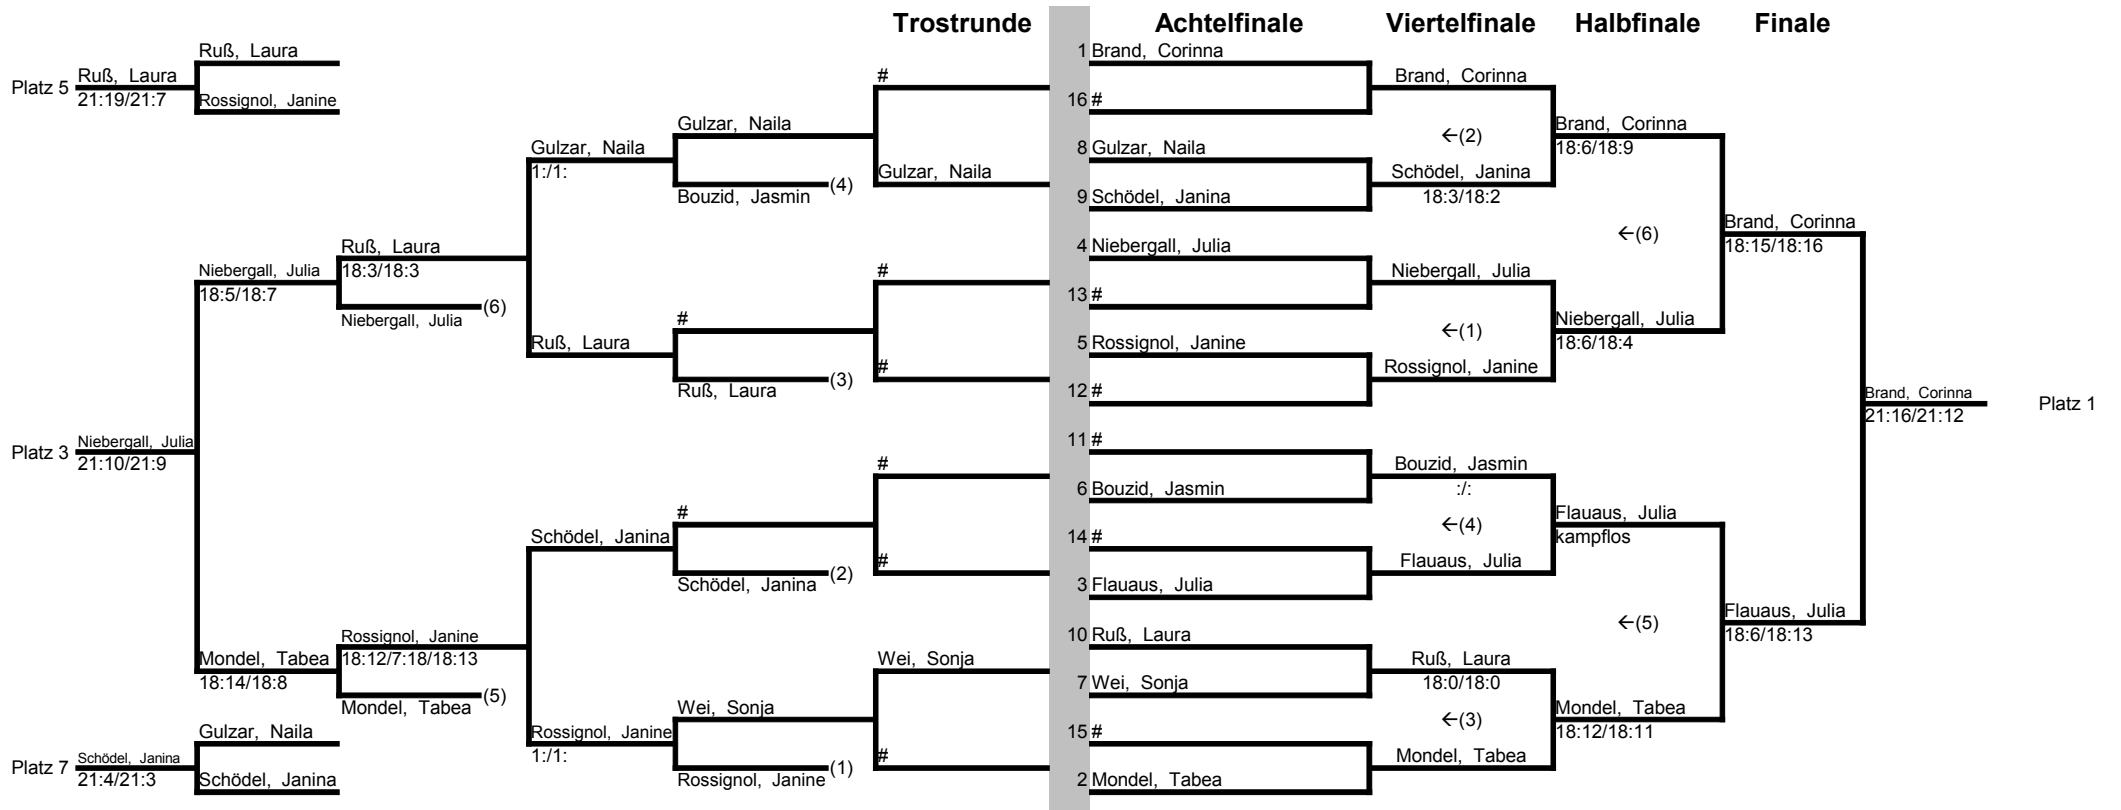 Trostrunde Achtelfinale Viertelfinale Halbfinale Finale
Ruß, Laura
1 Brand, Corinna
Platz 5 Ruß, Laura
# Brand, Corinna
21:19/21:7
Rossignol, Janine
16 #
Gulzar, Naila
←(2)
Brand, Corinna
Gulzar, Naila
8 Gulzar, Naila
18:6/18:9
1:/1:
Gulzar, Naila
Schödel, Janina
(4)
Bouzid, Jasmin
9 Schödel, Janina
18:3/18:2
Brand, Corinna
Ruß, Laura
4 Niebergall, Julia
←(6)
18:15/18:16
Niebergall, Julia
18:3/18:3
#
Niebergall, Julia
18:5/18:7
13 #
(6)
Niebergall, Julia
#
←(1)
Niebergall, Julia
Ruß, Laura
5 Rossignol, Janine
18:6/18:4
#
Rossignol, Janine
(3)
Ruß, Laura
12 #
Brand, Corinna
Platz 1
21:16/21:12
Niebergall, Julia
11 #
Platz 3
21:10/21:9
#
Bouzid, Jasmin
6 Bouzid, Jasmin
:/:
#
←(4)
Flauaus, Julia
Schödel, Janina
14 #
kampflos
#
Flauaus, Julia
(2)
Schödel, Janina
3 Flauaus, Julia
Flauaus, Julia
Rossignol, Janine
10 Ruß, Laura
←(5)
18:6/18:13
Mondel, Tabea
18:12/7:18/18:13
Wei, Sonja
Ruß, Laura
18:14/18:8
7 Wei, Sonja
18:0/18:0
(5)
Mondel, Tabea
Wei, Sonja
←(3)
Mondel, Tabea
Gulzar, Naila
Rossignol, Janine
15 #
18:12/18:11
Schödel, Janina
1:/1:
#
Mondel, Tabea
Platz 7
21:4/21:3
Schödel, Janina
(1)
Rossignol, Janine
2 Mondel, Tabea